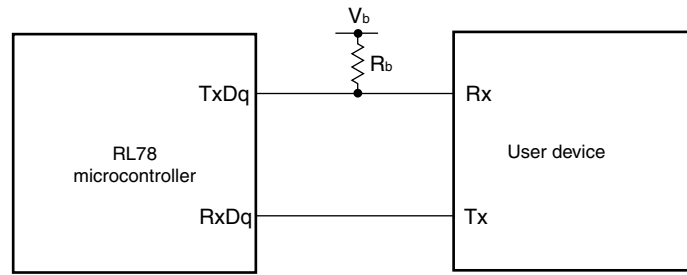 Vb
Rb
TxDq
Rx
RL78
microcontroller
User device
RxDq
Tx